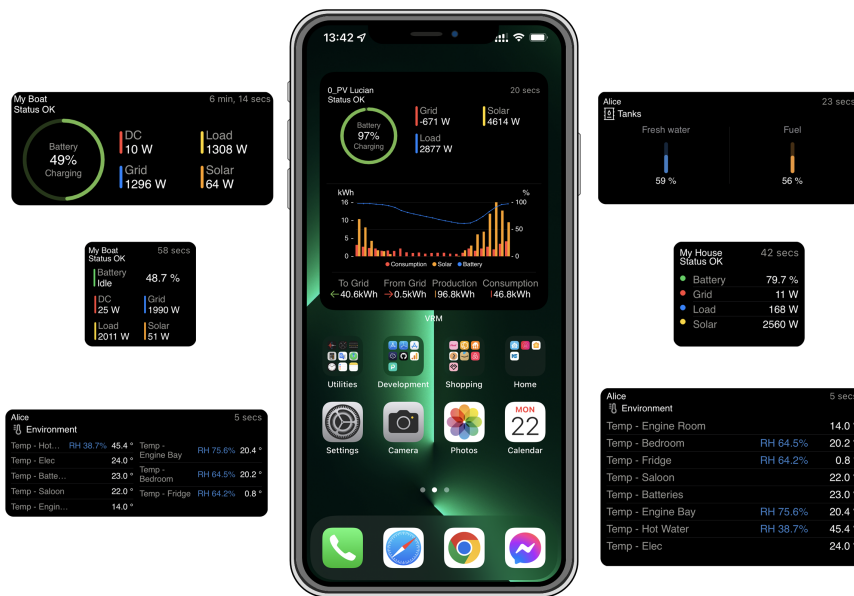 My Boat 6 min, 14 secs
Status OK
Battery
49%
Charging
DC
10 W
Load
1308 W
Grid
1296 W
Solar
64 W
My Boat 58 secs
Status OK
Battery
Idle
48.7 %
DC
25 W
Grid
1990 W
Load
2011 W
Solar
51 W
Alice 5 secs
Environment
Temp - Hot... RH 38.7% 45.4 °
Temp - Elec 24.0 °
Temp - Batte... 23.0 °
Temp - Saloon 22.0 °
Temp - Engin... 14.0 °
Temp -
Engine Bay RH 75.6% 20.4 °
Temp -
Bedroom RH 64.5% 20.2 °
Temp - Fridge RH 64.2% 0.8 °
13:42
0_PV Lucian 20 secs
Status OK
Battery
97%
Charging
Grid
-671 W
Solar
4614 W
Load
2877 W
kWh %
16 - - 100
10 - - 50
5 -
0 - - 0
Consumption Solar Battery
To Grid From Grid Production Consumption
←40.6kWh →0.5kWh 96.8kWh 46.8kWh
VRM
Utilities Development Shopping Home
MON
22
Settings Camera Photos Calendar
Alice 23 secs
Tanks
Fresh water Fuel
59 % 56 %
My House 42 secs
Status OK
Battery 79.7 %
Grid 11 W
Load 168 W
Solar 2560 W
Alice 5 secs
Environment
Temp - Engine Room 14.0 °
Temp - Bedroom RH 64.5% 20.2 °
Temp - Fridge RH 64.2% 0.8 °
Temp - Saloon 22.0 °
Temp - Batteries 23.0 °
Temp - Engine Bay RH 75.6% 20.4 °
Temp - Hot Water RH 38.7% 45.4 °
Temp - Elec 24.0 °